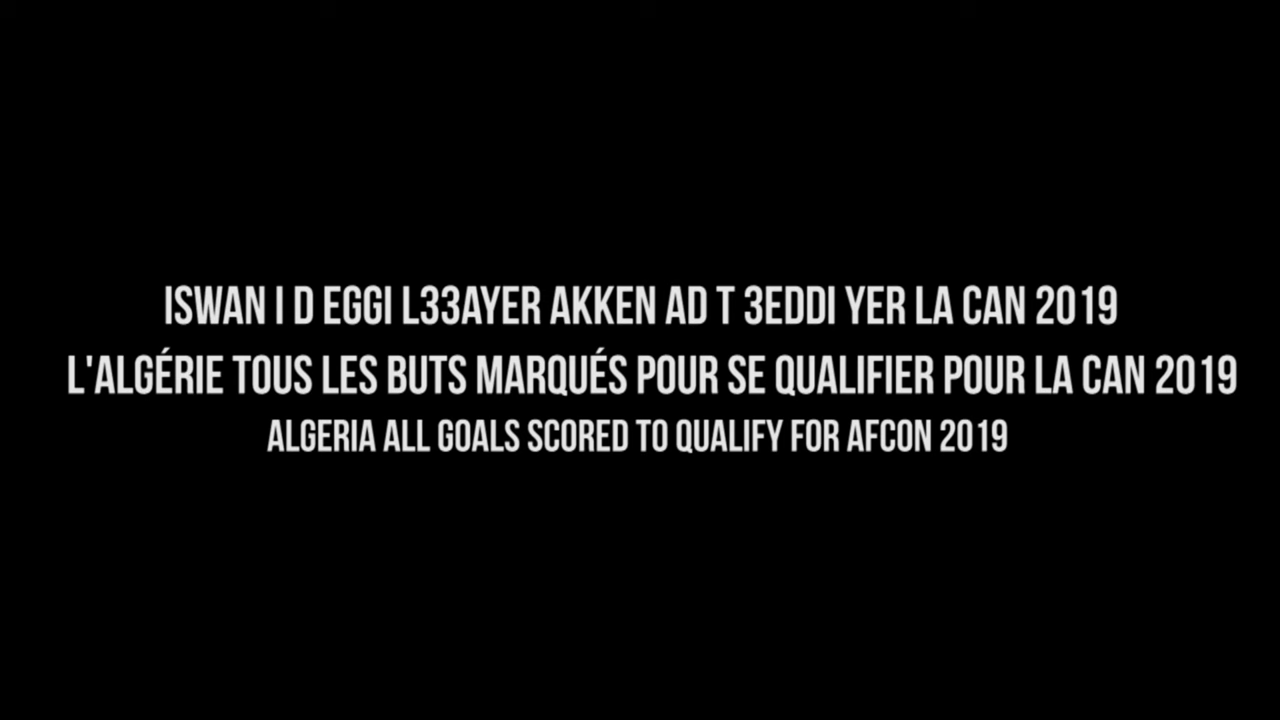 ISWAN I D EGGI L33AYER AKKEN AD T 3EDDI YER LA CAN 2019
L'ALGÉRIE TOUS LES BUTS MARQUÉS POUR SE QUALIFIER POUR LA CAN 2019
ALGERIA ALL GOALS SCORED TO QUALIFY FOR AFCON 2019